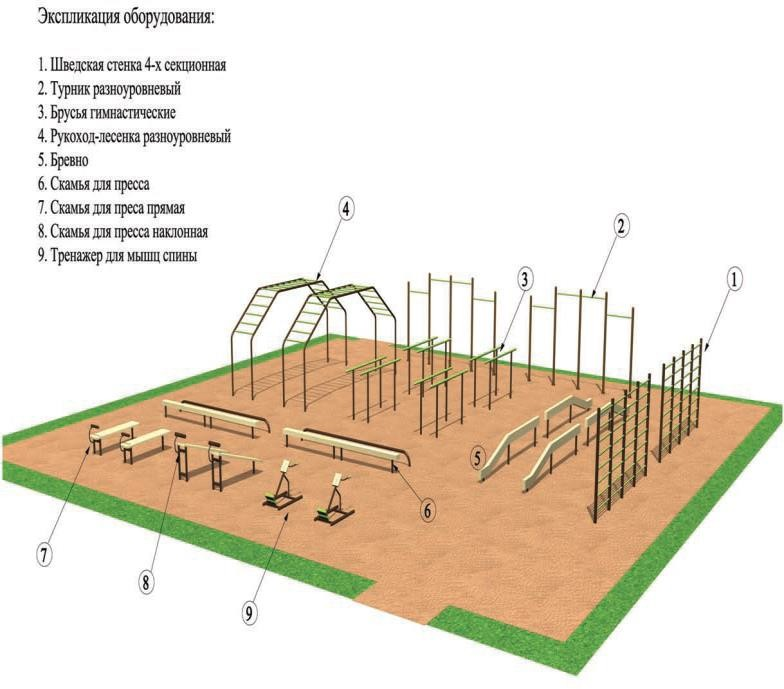 Экспликация оборудования:
1. Шведская стенка 4-х секционная
2. Турник разноуровневый
3. Брусья гимнастические
4. Рукоход-лесенка разноуровневый
5. Бревно
6. Скамья для пресса
7. Скамья для преса прямая
8. Скамья для пресса наклонная
9. Тренажер для мышц спины
4
2
3
1
5
6
7
8
9